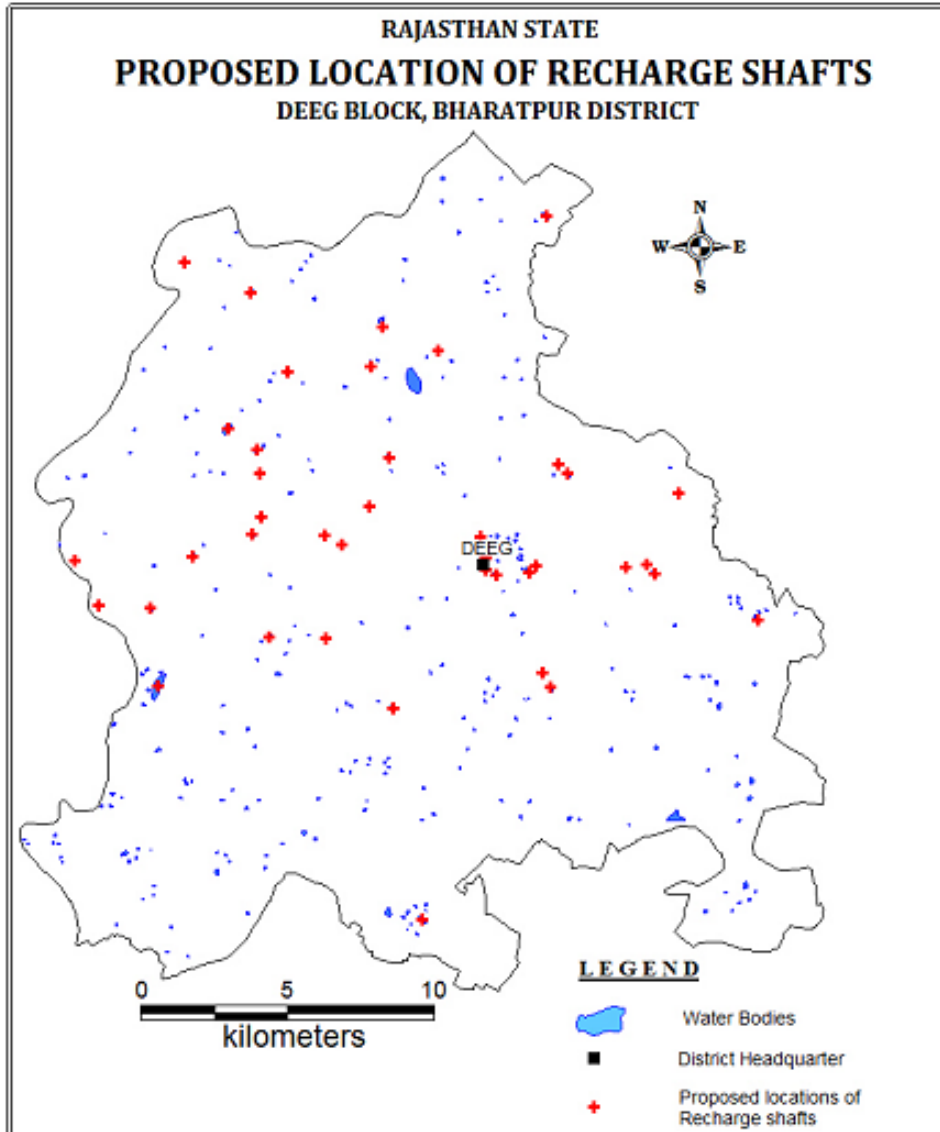 RAJASTHAN STATE
PROPOSED LOCATION OF RECHARGE SHAFTS
DEEG BLOCK, BHARATPUR DISTRICT
N
W E
S
DEEG
LEGEND
0 5 10
kilometers
Water Bodies
District Headquarter
Proposed locations of
Recharge shafts